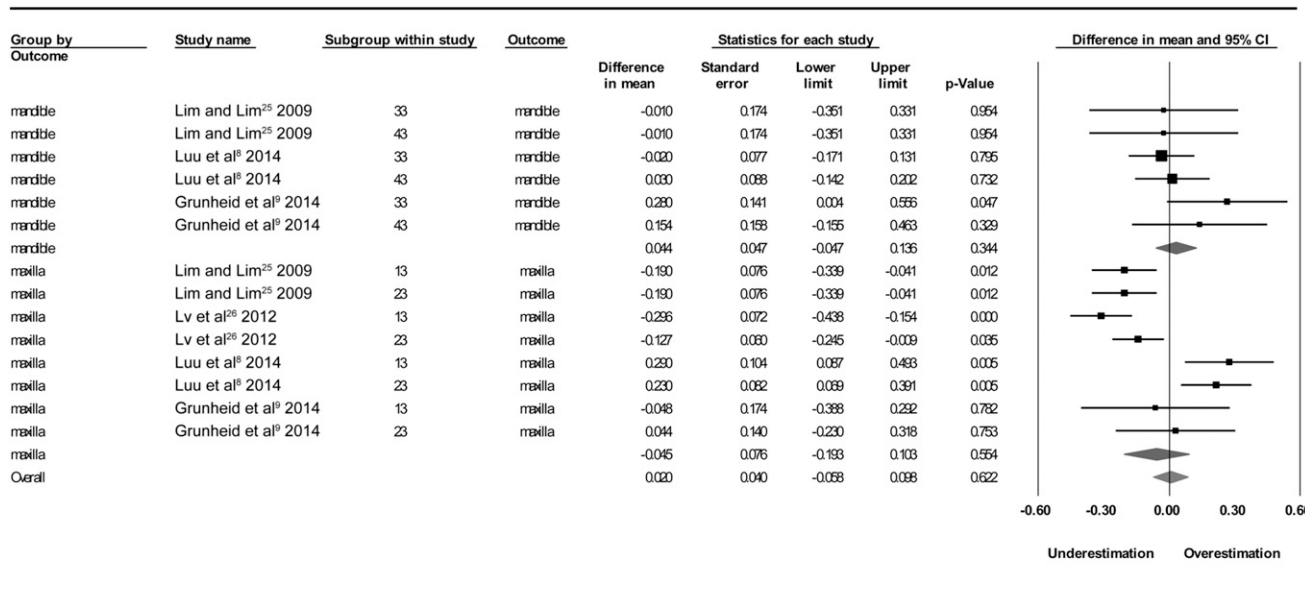 Group by Study name Subgroup within study Outcome Statistics for each study Difference in mean and 95% CI
Outcome
Difference Standard Lower Upper
in mean error limit limit p-Value
mandible Lim and Lim²⁵ 2009 33 mandible -0.010 0.174 -0.351 0.331 0.954
mandible Lim and Lim²⁵ 2009 43 mandible -0.010 0.174 -0.351 0.331 0.954
mandible Luu et al⁸ 2014 33 mandible -0.020 0.077 -0.171 0.131 0.795
mandible Luu et al⁸ 2014 43 mandible 0.030 0.088 -0.142 0.202 0.732
mandible Grunheid et al⁹ 2014 33 mandible 0.280 0.141 0.004 0.556 0.047
mandible Grunheid et al⁹ 2014 43 mandible 0.154 0.158 -0.155 0.463 0.329
mandible 0.044 0.047 -0.047 0.136 0.344
maxilla Lim and Lim²⁵ 2009 13 maxilla -0.190 0.076 -0.339 -0.041 0.012
maxilla Lim and Lim²⁵ 2009 23 maxilla -0.190 0.076 -0.339 -0.041 0.012
maxilla Lv et al²⁶ 2012 13 maxilla -0.296 0.072 -0.438 -0.154 0.000
maxilla Lv et al²⁶ 2012 23 maxilla -0.127 0.060 -0.245 -0.009 0.035
maxilla Luu et al⁸ 2014 13 maxilla 0.290 0.104 0.087 0.493 0.005
maxilla Luu et al⁸ 2014 23 maxilla 0.230 0.082 0.069 0.391 0.005
maxilla Grunheid et al⁹ 2014 13 maxilla -0.048 0.174 -0.388 0.292 0.782
maxilla Grunheid et al⁹ 2014 23 maxilla 0.044 0.140 -0.230 0.318 0.753
maxilla -0.045 0.076 -0.193 0.103 0.554
Overall 0.020 0.040 -0.058 0.098 0.622
-0.60 -0.30 0.00 0.30 0.60
Underestimation Overestimation